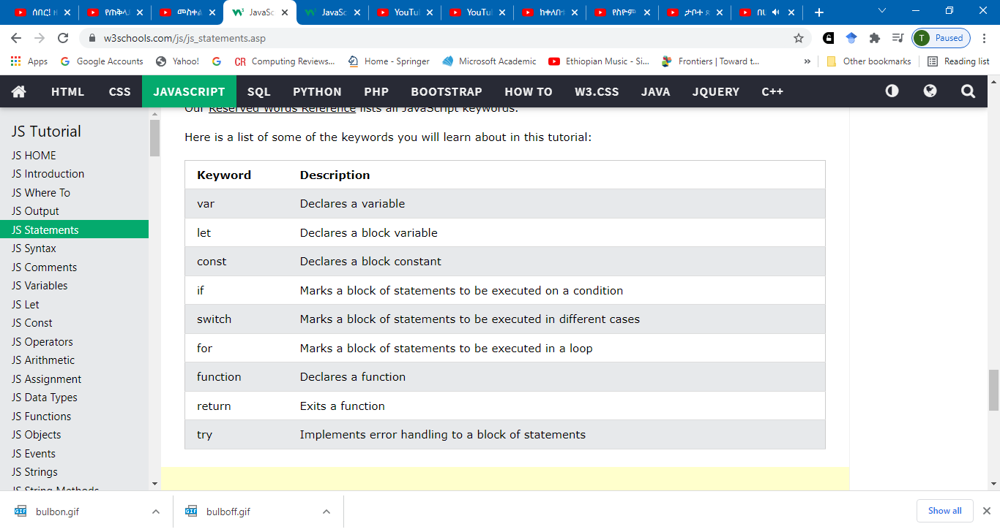 ሰበር!
የጠቅላይ
መስቀል
JavaSc
JavaSc
YouTu
YouTu
ከቀለበት
የስዮም
ታቦተ
በ
w3schools.com/js/js_statements.asp
T Paused
Apps Google Accounts Yahoo! CR Computing Reviews... Home - Springer Microsoft Academic Ethiopian Music - Si... Frontiers | Toward t... » Other bookmarks Reading list
HTML CSS JAVASCRIPT SQL PYTHON PHP BOOTSTRAP HOW TO W3.CSS JAVA JQUERY C++
JS Tutorial
JS HOME
JS Introduction
JS Where To
JS Output
JS Statements
JS Syntax
JS Comments
JS Variables
JS Let
JS Const
JS Operators
JS Arithmetic
JS Assignment
JS Data Types
JS Functions
JS Objects
JS Events
JS Strings
JS String Methods
Our Reserved Words Reference lists all JavaScript keywords.
Here is a list of some of the keywords you will learn about in this tutorial:
Keyword Description
var Declares a variable
let Declares a block variable
const Declares a block constant
if Marks a block of statements to be executed on a condition
switch Marks a block of statements to be executed in different cases
for Marks a block of statements to be executed in a loop
function Declares a function
return Exits a function
try Implements error handling to a block of statements
bulbon.gif
bulboff.gif
Show all